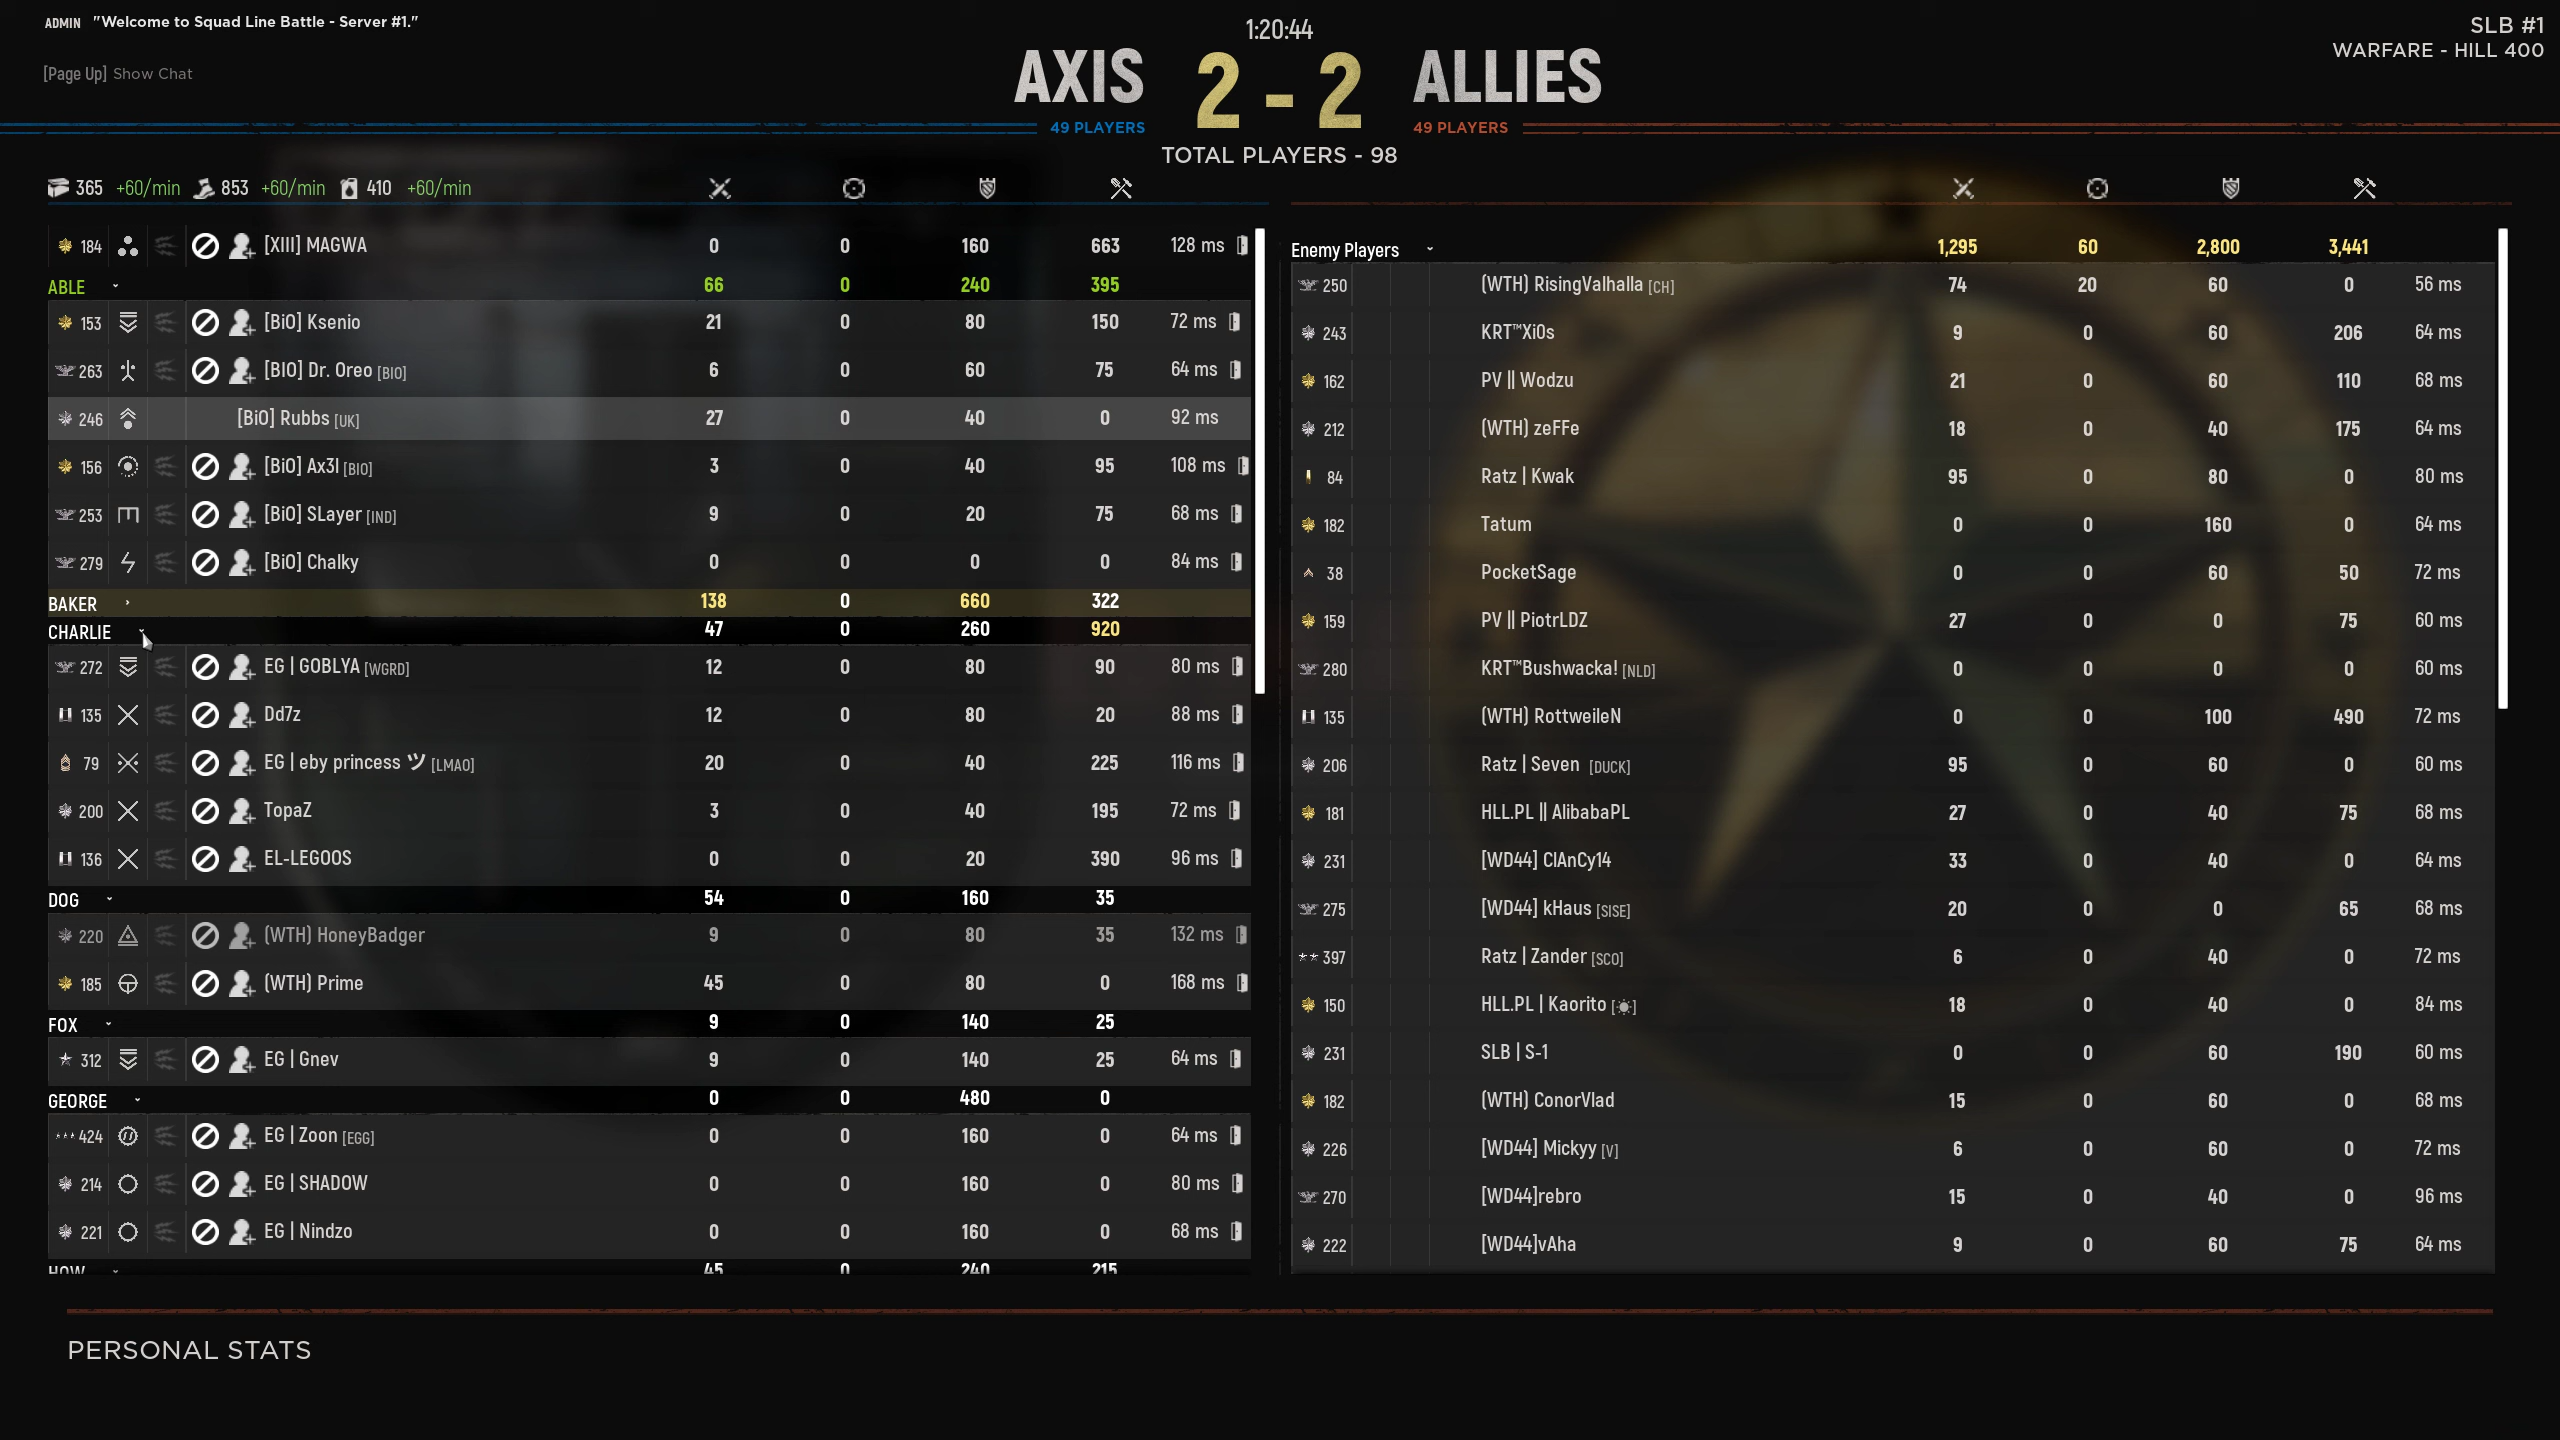 ADMIN "Welcome to Squad Line Battle - Server #1."
[Page Up] Show Chat
1:20:44
AXIS 2 - 2 ALLIES
49 PLAYERS 49 PLAYERS
TOTAL PLAYERS - 98
SLB #1
WARFARE - HILL 400
365 +60/min 853 +60/min 410 +60/min
184 [XIII] MAGWA 0 0 160 663 128 ms
ABLE 66 0 240 395
153 [BiO] Ksenio 21 0 80 150 72 ms
263 [BIO] Dr. Oreo [BIO] 6 0 60 75 64 ms
246 [BiO] Rubbs [UK] 27 0 40 0 92 ms
156 [BiO] Ax3l [BIO] 3 0 40 95 108 ms
253 [BiO] SLayer [IND] 9 0 20 75 68 ms
279 [BiO] Chalky 0 0 0 0 84 ms
BAKER 138 0 660 322
CHARLIE 47 0 260 920
272 EG | GOBLYA [WGRD] 12 0 80 90 80 ms
135 Dd7z 12 0 80 20 88 ms
79 EG | eby princess ツ [LMAO] 20 0 40 225 116 ms
200 TopaZ 3 0 40 195 72 ms
136 EL-LEGOOS 0 0 20 390 96 ms
DOG 54 0 160 35
220 (WTH) HoneyBadger 9 0 80 35 132 ms
185 (WTH) Prime 45 0 80 0 168 ms
FOX 9 0 140 25
312 EG | Gnev 9 0 140 25 64 ms
GEORGE 0 0 480 0
424 EG | Zoon [EGG] 0 0 160 0 64 ms
214 EG | SHADOW 0 0 160 0 80 ms
221 EG | Nindzo 0 0 160 0 68 ms
HOW 45 0 240 215
Enemy Players 1,295 60 2,800 3,441
250 (WTH) RisingValhalla [CH] 74 20 60 0 56 ms
243 KRT™XiOs 9 0 60 206 64 ms
162 PV || Wodzu 21 0 60 110 68 ms
212 (WTH) zeFFe 18 0 40 175 64 ms
84 Ratz | Kwak 95 0 80 0 80 ms
182 Tatum 0 0 160 0 64 ms
38 PocketSage 0 0 60 50 72 ms
159 PV || PiotrLDZ 27 0 0 75 60 ms
280 KRT™Bushwacka! [NLD] 0 0 0 0 60 ms
135 (WTH) RottweileN 0 0 100 490 72 ms
206 Ratz | Seven [DUCK] 95 0 60 0 60 ms
181 HLL.PL || AlibabaPL 27 0 40 75 68 ms
231 [WD44] ClAnCy14 33 0 40 0 64 ms
275 [WD44] kHaus [SISE] 20 0 0 65 68 ms
397 Ratz | Zander [SCO] 6 0 40 0 72 ms
150 HLL.PL | Kaorito [☀] 18 0 40 0 84 ms
231 SLB | S-1 0 0 60 190 60 ms
182 (WTH) ConorVlad 15 0 60 0 68 ms
226 [WD44] Mickyy [V] 6 0 60 0 72 ms
270 [WD44]rebro 15 0 40 0 96 ms
222 [WD44]vAha 9 0 60 75 64 ms
PERSONAL STATS